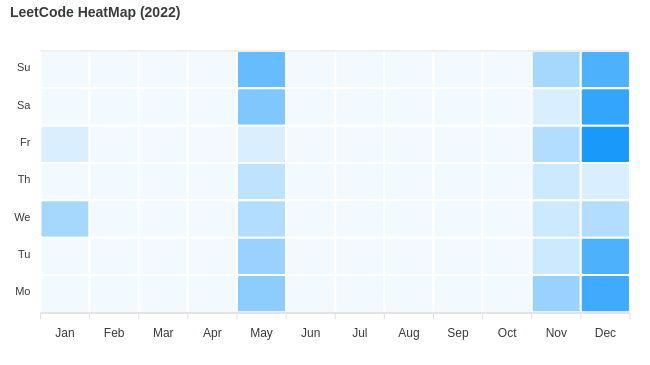 LeetCode HeatMap (2022)
Su
Sa
Fr
Th
We
Tu
Mo
Jan Feb Mar Apr May Jun Jul Aug Sep Oct Nov Dec